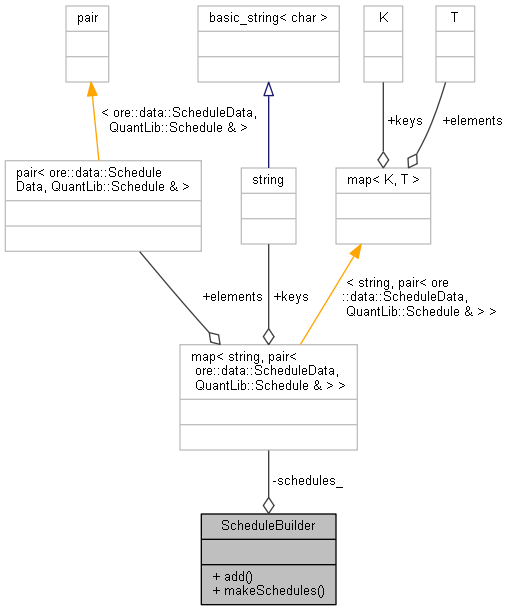 pair
basic_string< char >
K
T
< ore::data::ScheduleData,
QuantLib::Schedule & >
+keys
+elements
pair< ore::data::Schedule
Data, QuantLib::Schedule & >
string
map< K, T >
+elements
+keys
< string, pair< ore
::data::ScheduleData,
QuantLib::Schedule & > >
map< string, pair<
ore::data::ScheduleData,
QuantLib::Schedule & > >
-schedules_
ScheduleBuilder
+ add()
+ makeSchedules()